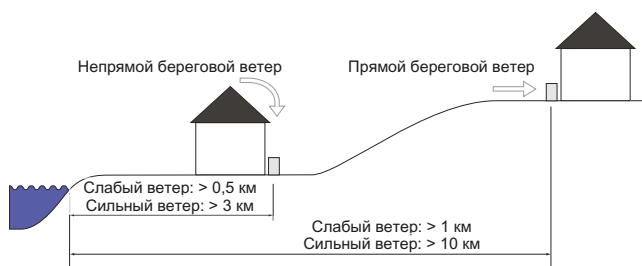 Непрямой береговой ветер
Прямой береговой ветер
Слабый ветер: > 0,5 км
Сильный ветер: > 3 км
Слабый ветер: > 1 км
Сильный ветер: > 10 км